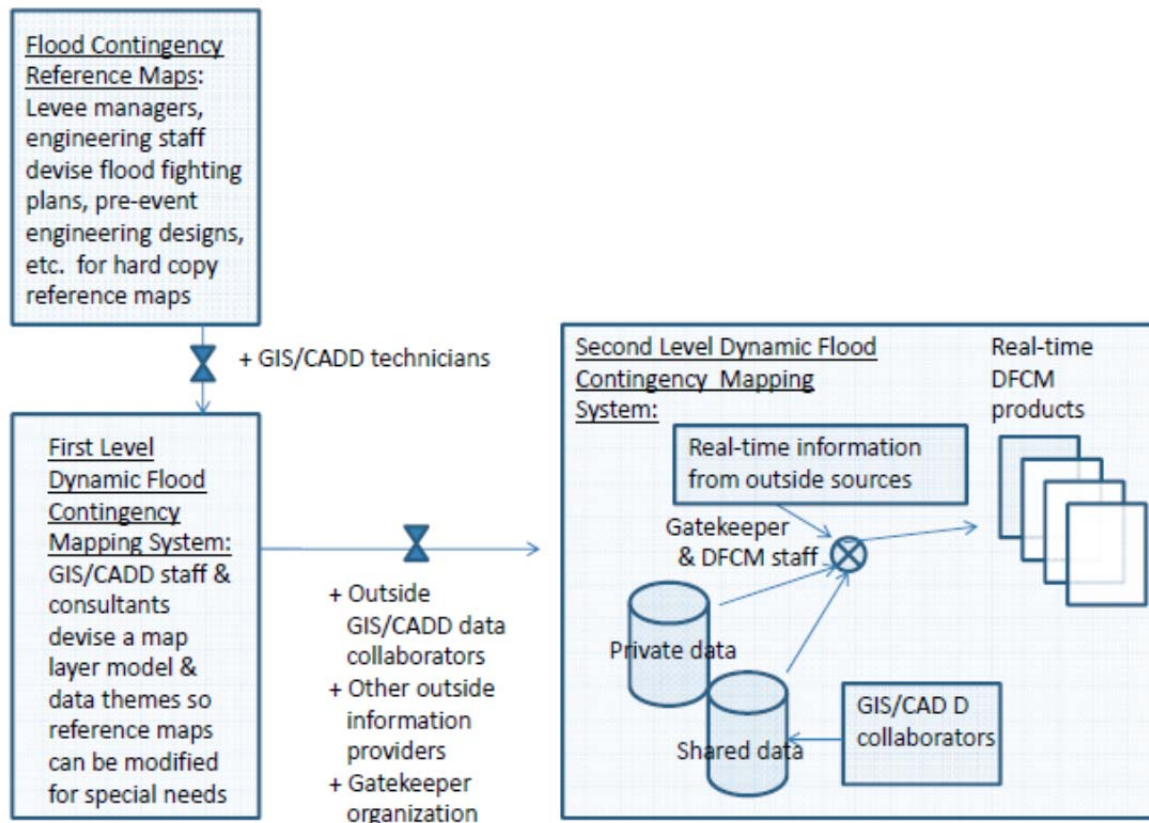 Flood Contingency
Reference Maps:
Levee managers,
engineering staff
devise flood fighting
plans, pre-event
engineering designs,
etc. for hard copy
reference maps
+ GIS/CADD technicians
First Level
Dynamic Flood
Contingency
Mapping System:
GIS/CADD staff &
consultants
devise a map
layer model &
data themes so
reference maps
can be modified
for special needs
+ Outside
GIS/CADD data
collaborators
+ Other outside
information
providers
+ Gatekeeper
organization
Second Level Dynamic Flood
Contingency Mapping
System:
Real-time
DFCM
products
Real-time information
from outside sources
Gatekeeper
& DFCM staff
Private data
Shared data
GIS/CAD D
collaborators